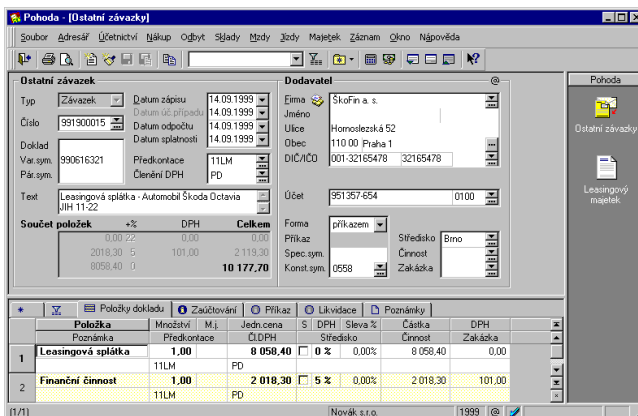 Pohoda - [Ostatní závazky]
Soubor Adresář Účetnictví Nákup Odbyt Sklady Mzdy Jízdy Majetek Záznam Okno Nápověda
Ostatní závazek
Typ Závazek Datum zápisu 14.09.1999
Datum úč.případu 14.09.1999
Číslo 991900015 Datum odpočtu 14.09.1999
Datum splatnosti 14.09.1999
Doklad
Var.sym. 990616321 Předkontace 11LM
Pár.sym. Členění DPH PD
Text Leasingová splátka - Automobil Škoda Octavia
JIH 11-22
Součet položek +% DPH Celkem
0,00 22 0,00 0,00
2018,30 5 101,00 2 119,30
8058,40 0
10 177,70
Dodavatel @
Firma ŠkoFin a. s.
Jméno
Ulice Hornoslezská 52
Obec 110 00 Praha 1
DIČ/IČO 001-32165478 32165478
Účet 951357-654 0100
Forma příkazem
Příkaz Středisko Brno
Spec.sym. Činnost
Konst.sym. 0558 Zakázka
Pohoda
Ostatní závazky
Leasingový
majetek
* Položky dokladu Zaúčtování Příkaz Likvidace Poznámky
Položka Množství M.j. Jedn.cena S DPH Sleva % Částka DPH
Poznámka Předkontace Čl.DPH Středisko Činnost Zakázka
1 Leasingová splátka 1,00 8 058,40 0 % 0,00% 8 058,40 0,00
11LM PD
2 Finanční činnost 1,00 2 018,30 5 % 0,00% 2 018,30 101,00
11LM PD
(1/1) Novák s.r.o. 1999 @